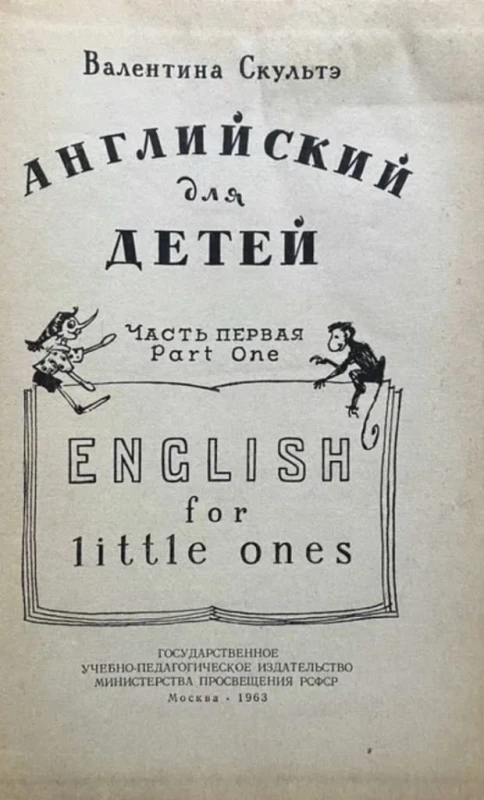 Валентина Скультэ
АНГЛИЙСКИЙ
для
ДЕТЕЙ
ЧАСТЬ ПЕРВАЯ
Part One
ENGLISH
for
little ones
ГОСУДАРСТВЕННОЕ
УЧЕБНО-ПЕДАГОГИЧЕСКОЕ ИЗДАТЕЛЬСТВО
МИНИСТЕРСТВА ПРОСВЕЩЕНИЯ РСФСР
Москва · 1963